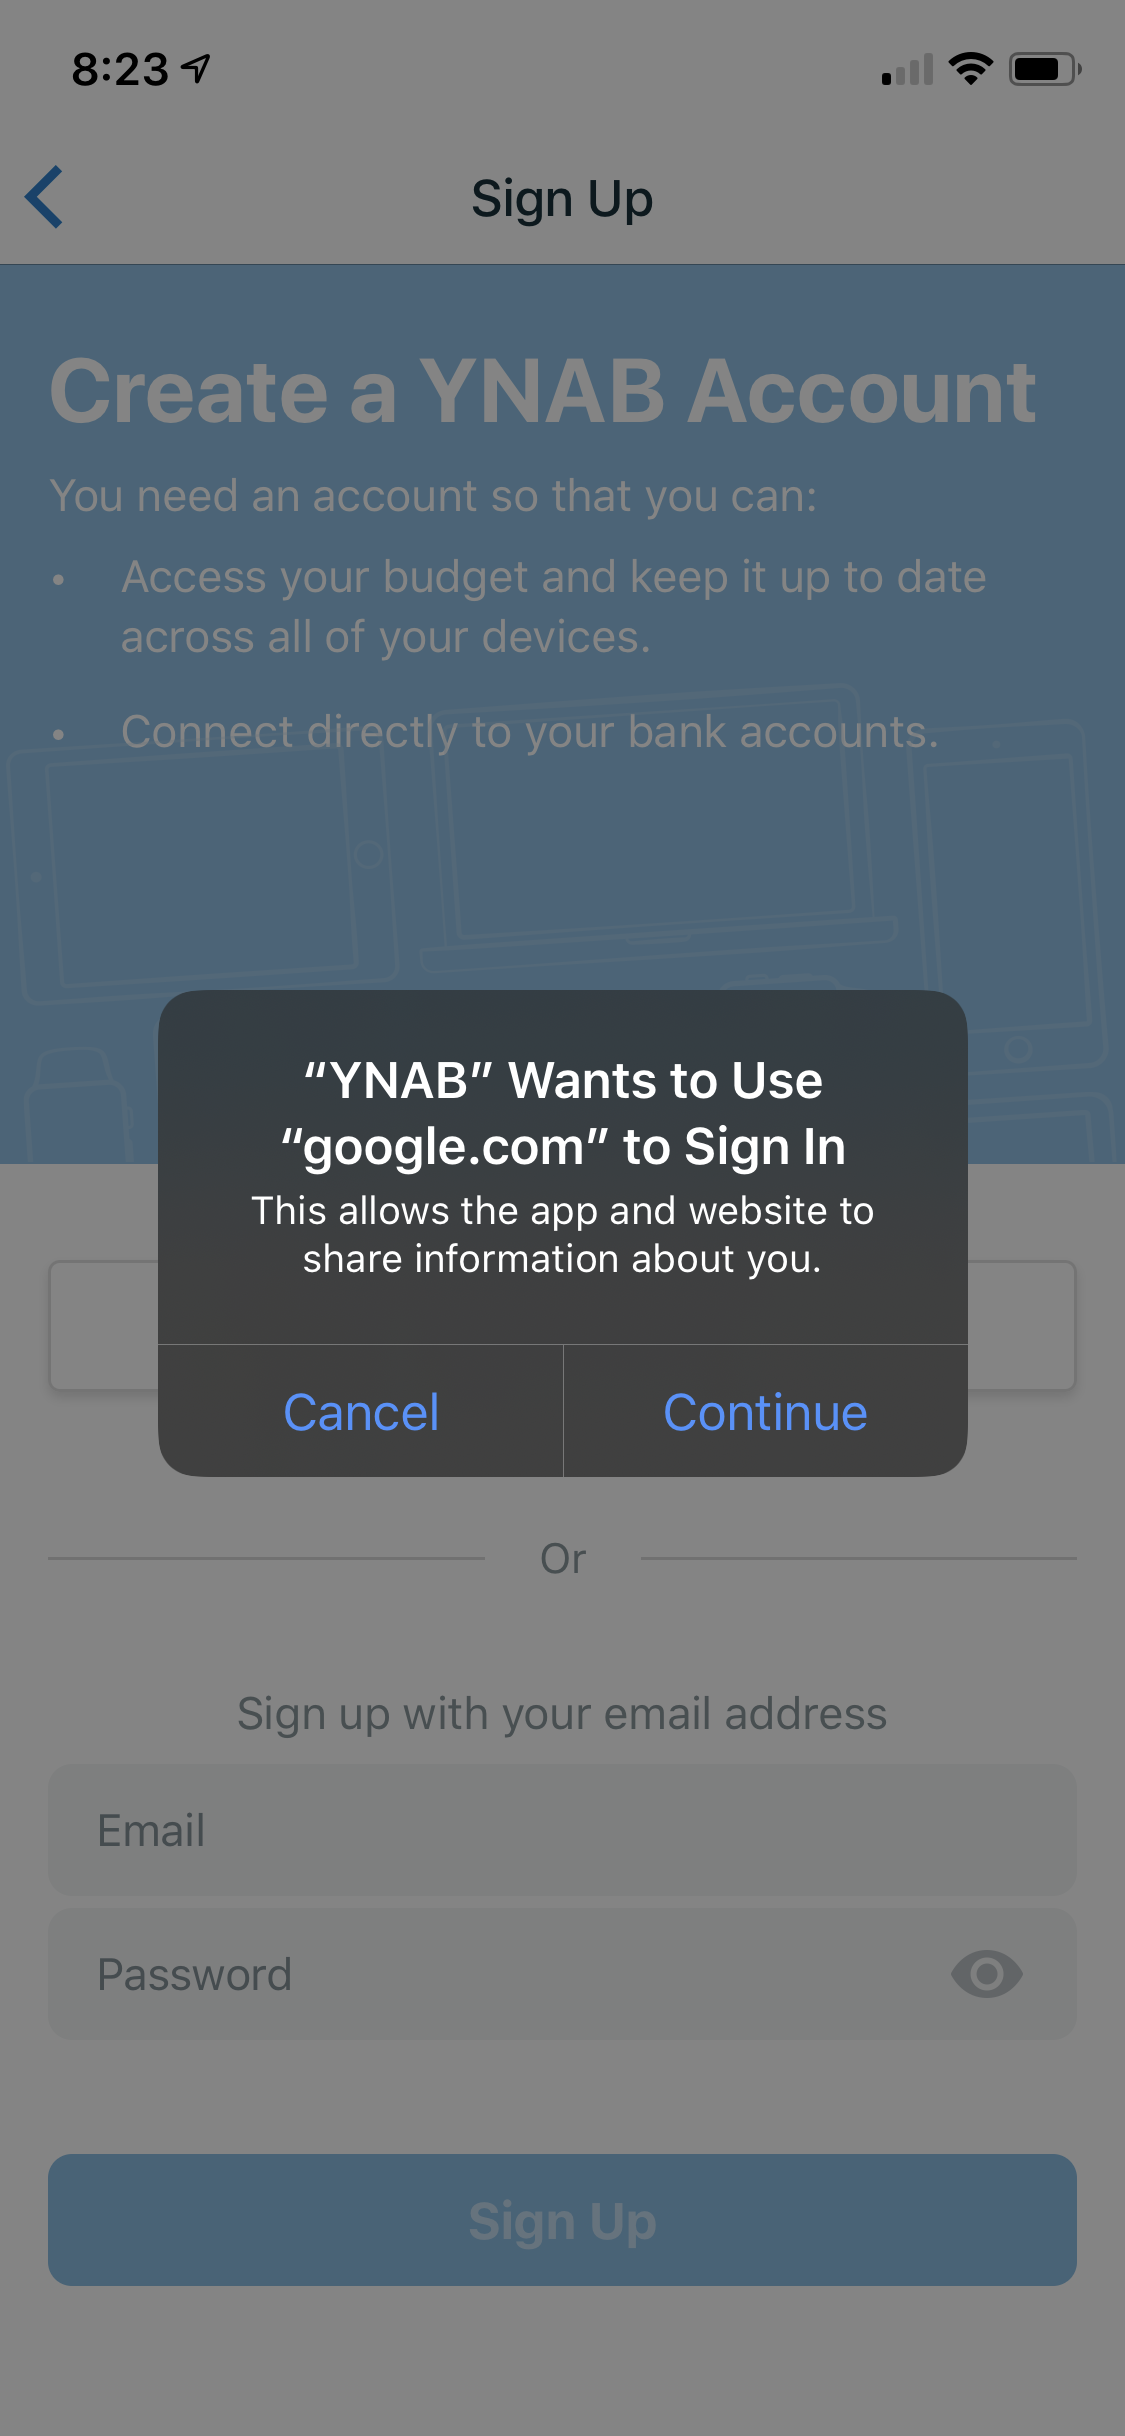 8:23
Sign Up
Create a YNAB Account
You need an account so that you can:
• Access your budget and keep it up to date
across all of your devices.
• Connect directly to your bank accounts.
“YNAB” Wants to Use
“google.com” to Sign In
This allows the app and website to
share information about you.
Cancel Continue
Or
Sign up with your email address
Email
Password
Sign Up